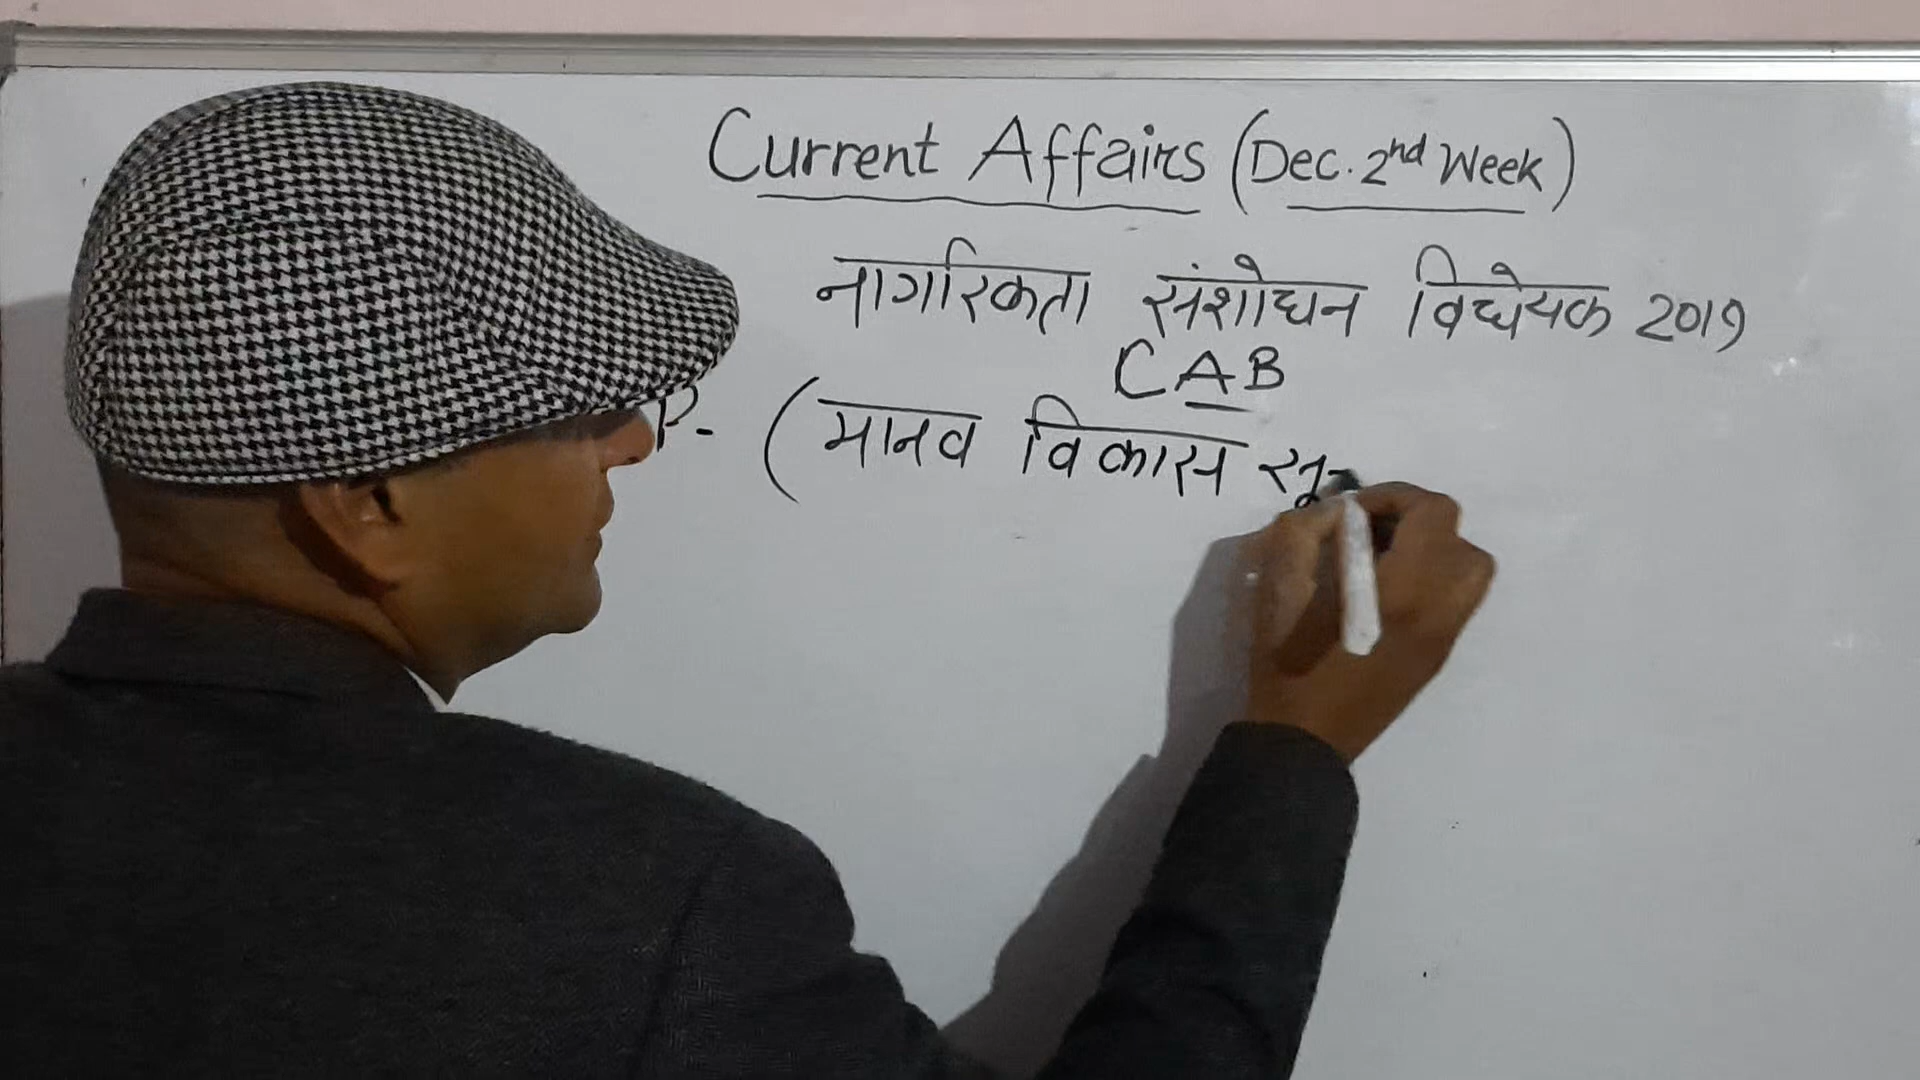 Current Affairs (Dec. 2nd Week)
नागरिकता संशोधन विधेयक 2019
CAB
P- (मानव विकास सू